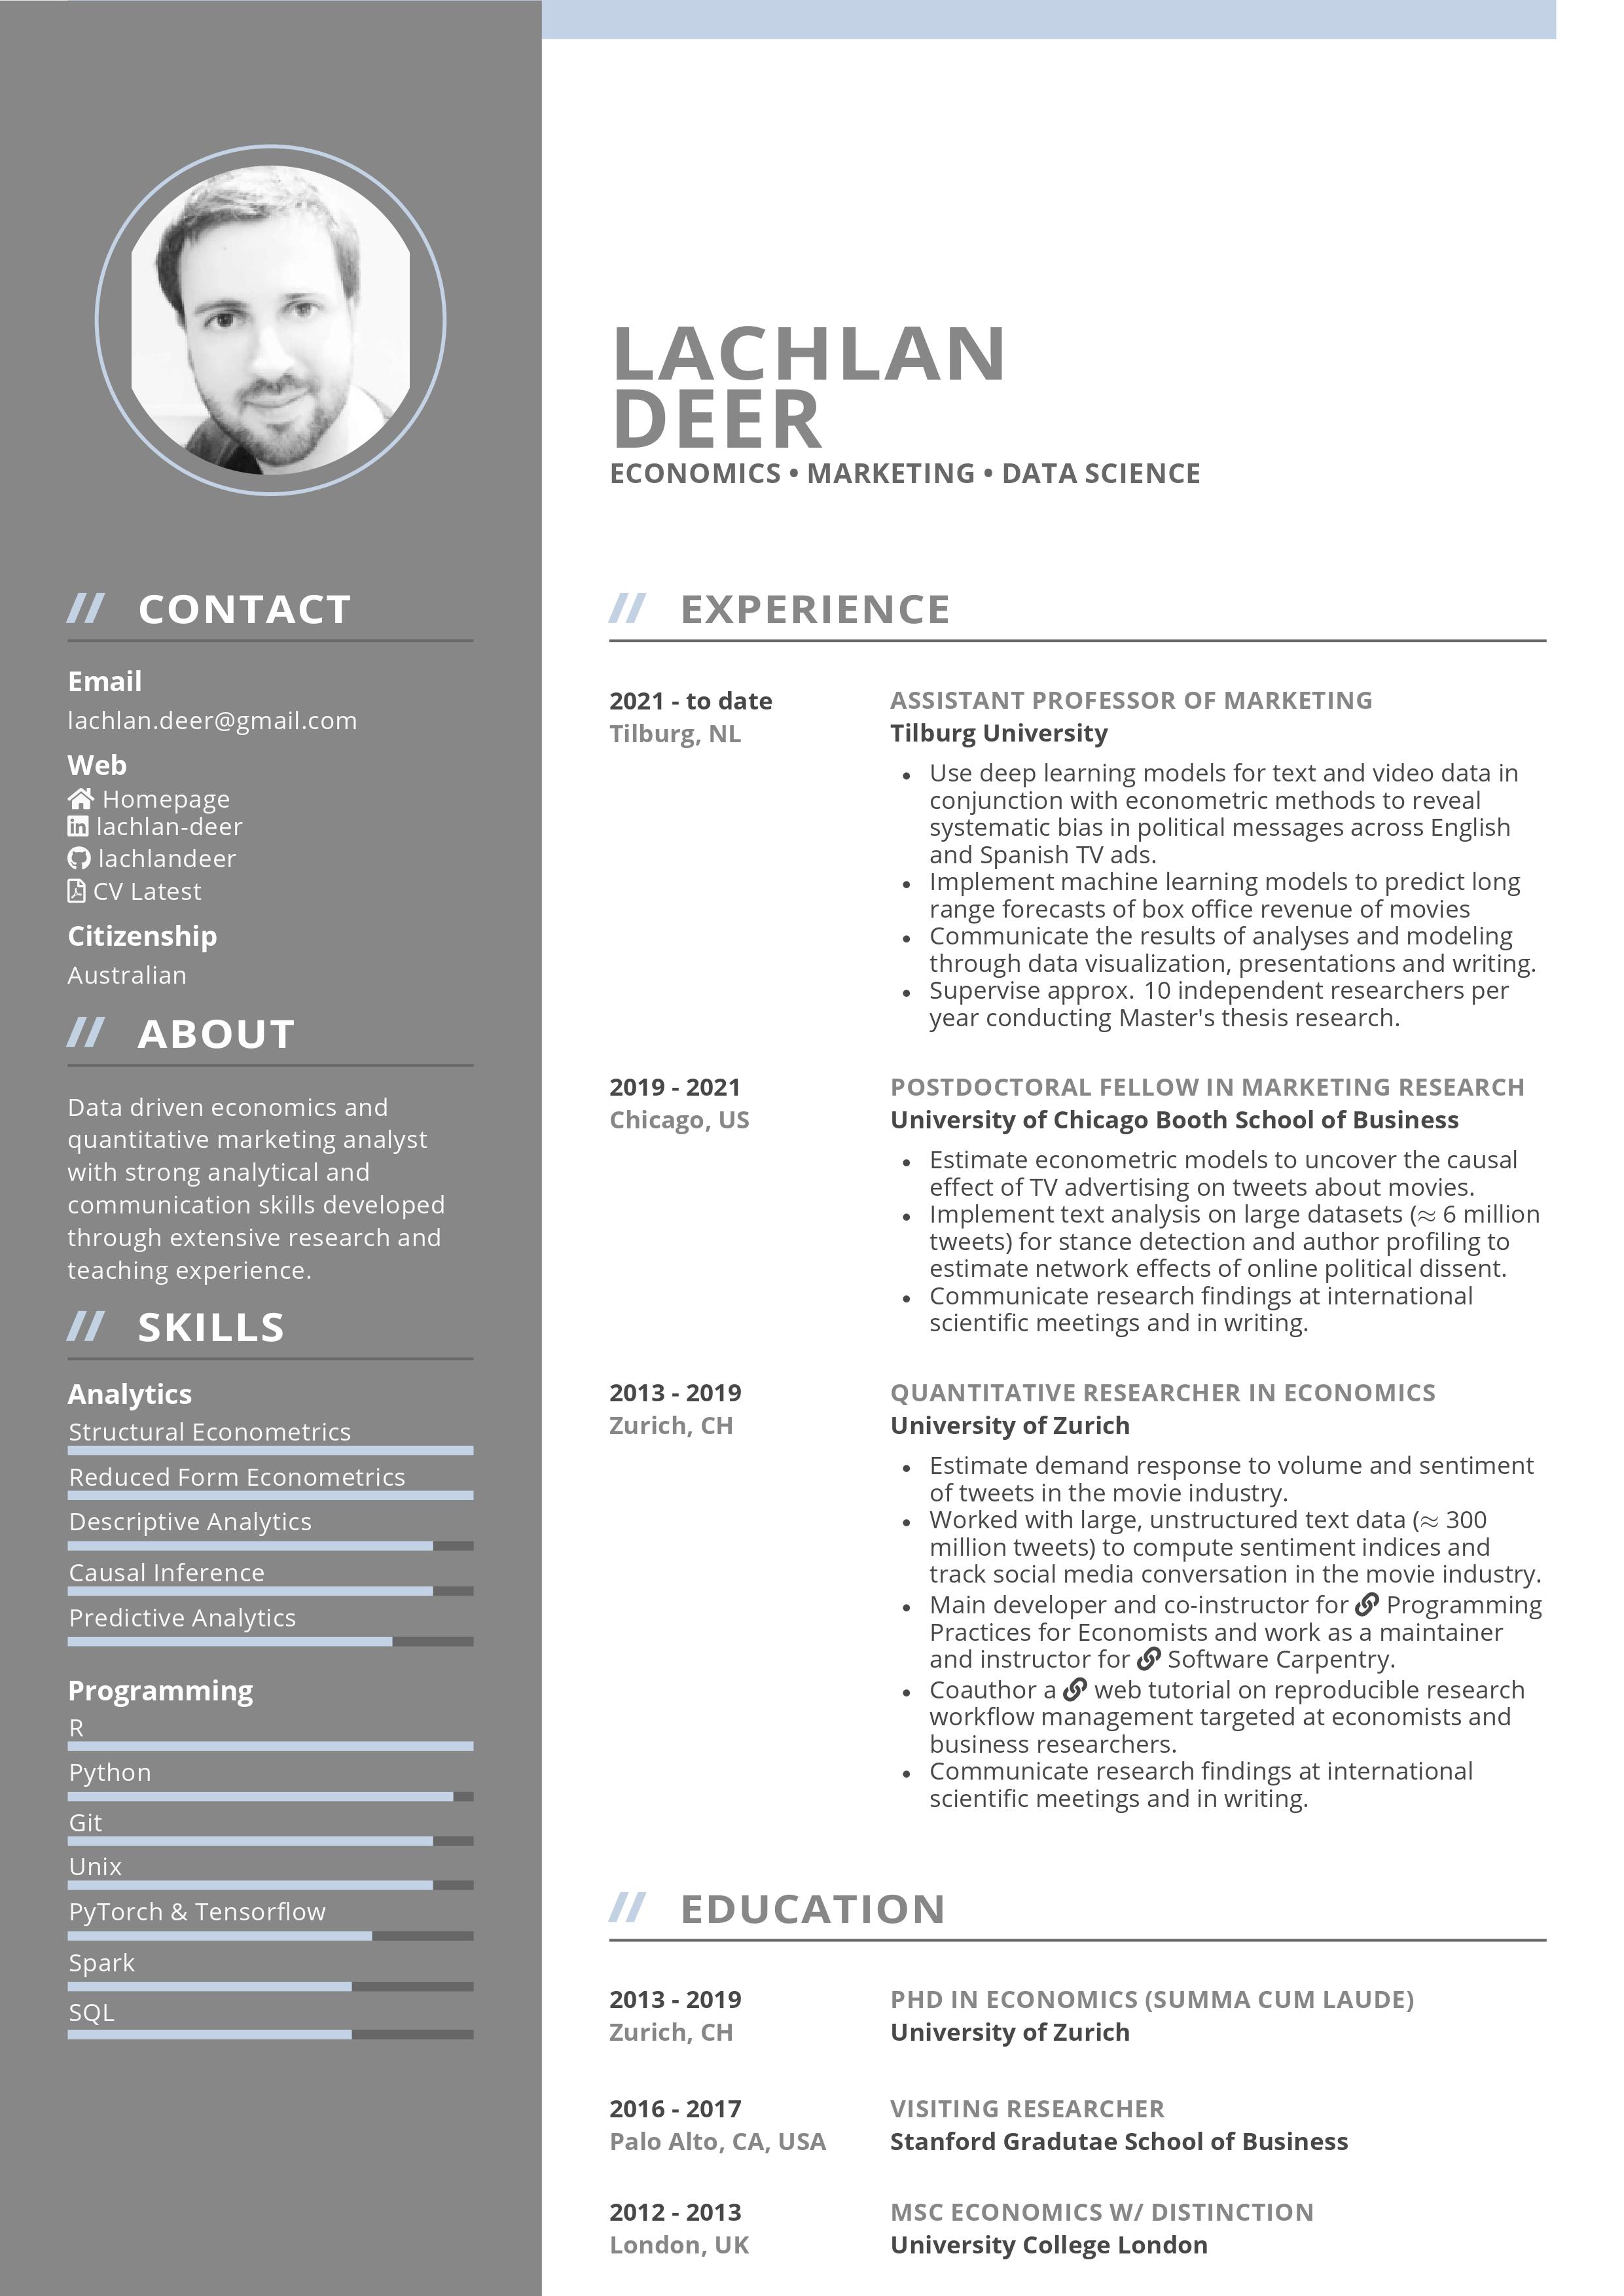 LACHLAN
DEER
ECONOMICS • MARKETING • DATA SCIENCE
// CONTACT
Email
lachlan.deer@gmail.com
Web
Homepage
lachlan-deer
lachlandeer
CV Latest
Citizenship
Australian
// ABOUT
Data driven economics and
quantitative marketing analyst
with strong analytical and
communication skills developed
through extensive research and
teaching experience.
// SKILLS
Analytics
Structural Econometrics
Reduced Form Econometrics
Descriptive Analytics
Causal Inference
Predictive Analytics
Programming
R
Python
Git
Unix
PyTorch & Tensorflow
Spark
SQL
// EXPERIENCE
2021 - to date
Tilburg, NL
ASSISTANT PROFESSOR OF MARKETING
Tilburg University
• Use deep learning models for text and video data in
conjunction with econometric methods to reveal
systematic bias in political messages across English
and Spanish TV ads.
• Implement machine learning models to predict long
range forecasts of box office revenue of movies
• Communicate the results of analyses and modeling
through data visualization, presentations and writing.
• Supervise approx. 10 independent researchers per
year conducting Master's thesis research.
2019 - 2021
Chicago, US
POSTDOCTORAL FELLOW IN MARKETING RESEARCH
University of Chicago Booth School of Business
• Estimate econometric models to uncover the causal
effect of TV advertising on tweets about movies.
• Implement text analysis on large datasets (≈ 6 million
tweets) for stance detection and author profiling to
estimate network effects of online political dissent.
• Communicate research findings at international
scientific meetings and in writing.
2013 - 2019
Zurich, CH
QUANTITATIVE RESEARCHER IN ECONOMICS
University of Zurich
• Estimate demand response to volume and sentiment
of tweets in the movie industry.
• Worked with large, unstructured text data (≈ 300
million tweets) to compute sentiment indices and
track social media conversation in the movie industry.
• Main developer and co-instructor for Programming
Practices for Economists and work as a maintainer
and instructor for Software Carpentry.
• Coauthor a web tutorial on reproducible research
workflow management targeted at economists and
business researchers.
• Communicate research findings at international
scientific meetings and in writing.
// EDUCATION
2013 - 2019
Zurich, CH
PHD IN ECONOMICS (SUMMA CUM LAUDE)
University of Zurich
2016 - 2017
Palo Alto, CA, USA
VISITING RESEARCHER
Stanford Gradutae School of Business
2012 - 2013
London, UK
MSC ECONOMICS W/ DISTINCTION
University College London